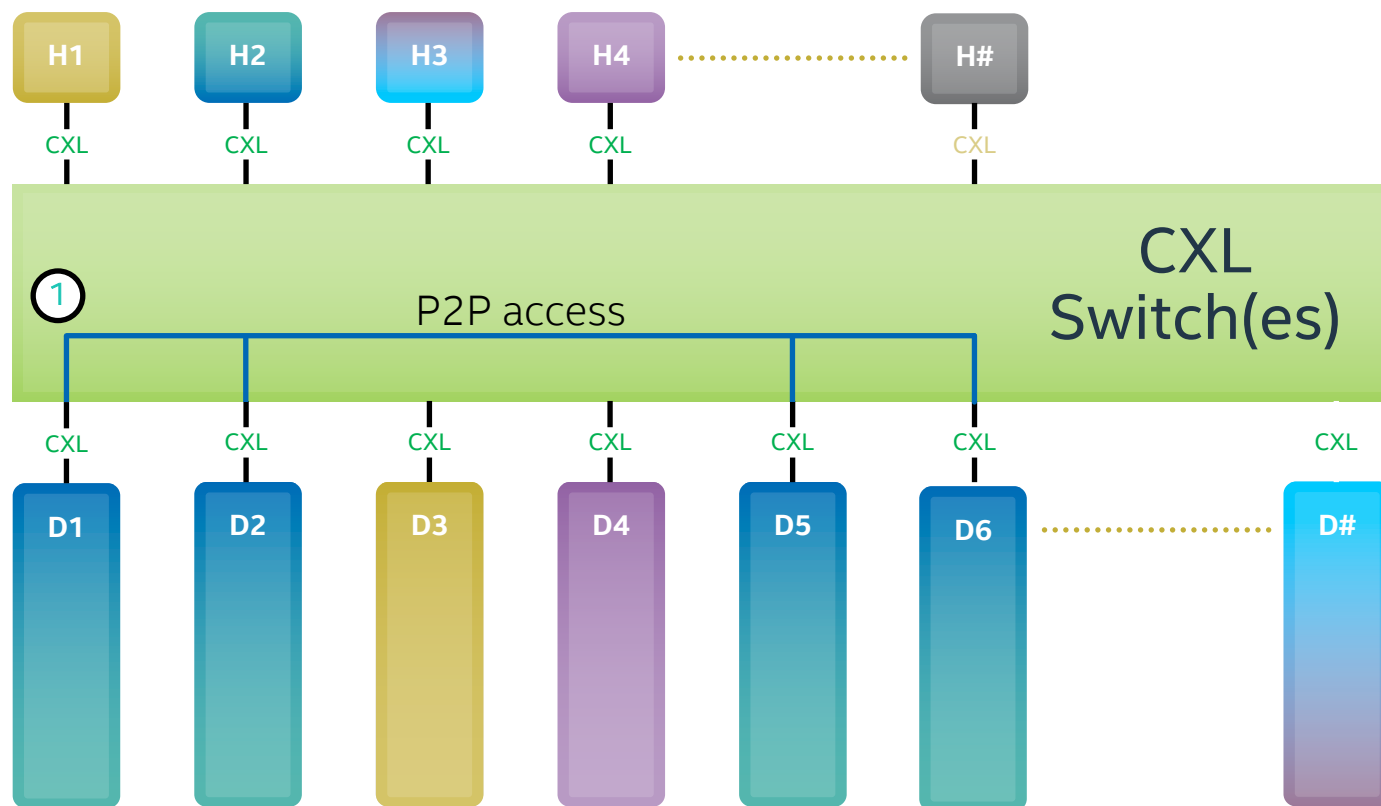 H1 H2 H3 H4 H#
CXL CXL CXL CXL CXL
CXL
Switch(es)
1
P2P access
CXL CXL CXL CXL CXL CXL CXL
D1 D2 D3 D4 D5 D6 D#